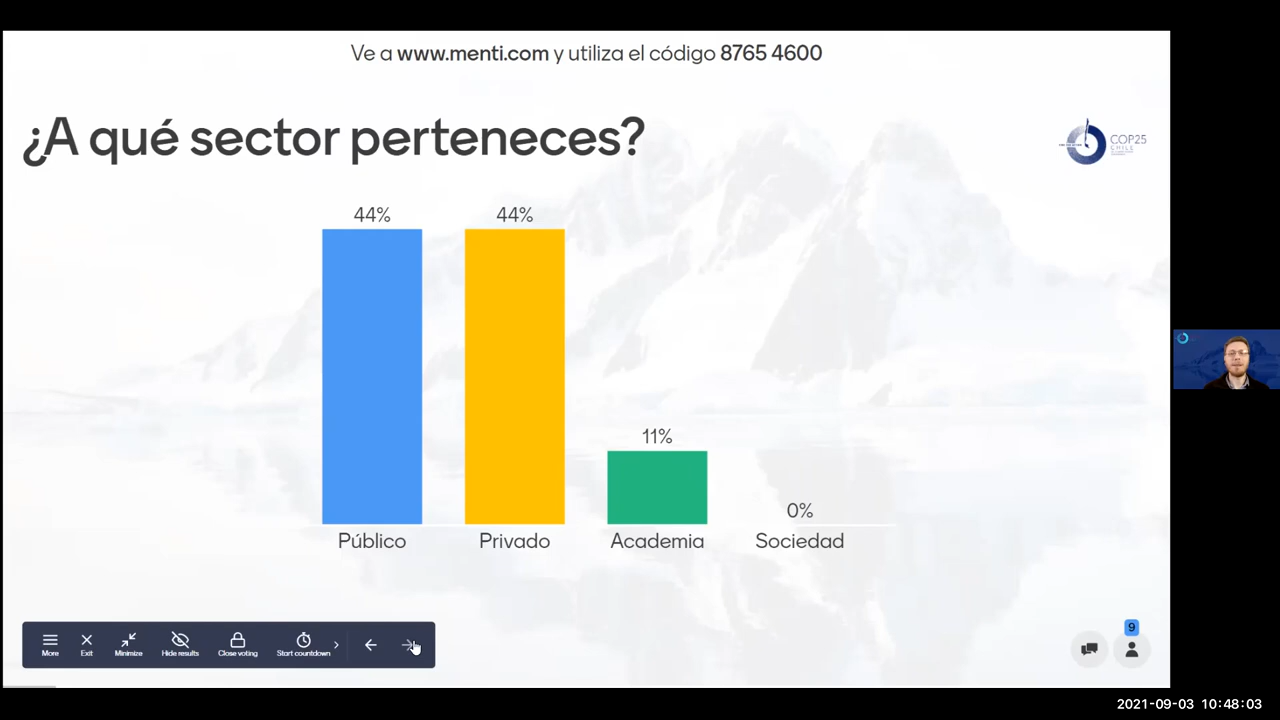 Ve a www.menti.com y utiliza el código 8765 4600
¿A qué sector perteneces?
COP25
CHILE
44%
44%
11%
0%
Público
Privado
Academia
Sociedad
More
Exit
Minimize
Hide results
Close voting
Start countdown
9
2021-09-03 10:48:03